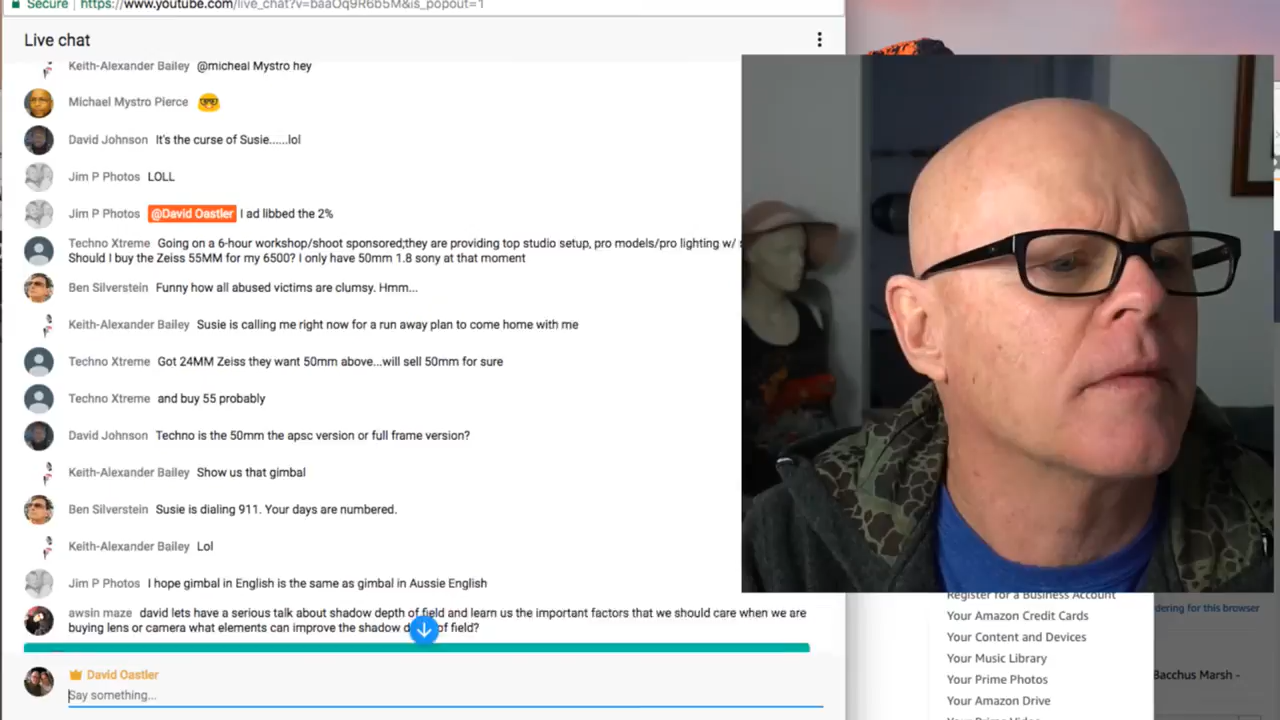 Secure https://www.youtube.com/live_chat?v=baaOq9R6b5M&is_popout=1
Live chat
Keith-Alexander Bailey @micheal Mystro hey
Michael Mystro Pierce
David Johnson It's the curse of Susie......lol
Jim P Photos LOLL
Jim P Photos @David Oastler I ad libbed the 2%
Techno Xtreme Going on a 6-hour workshop/shoot sponsored;they are providing top studio setup, pro models/pro lighting w/
Should I buy the Zeiss 55MM for my 6500? I only have 50mm 1.8 sony at that moment
Ben Silverstein Funny how all abused victims are clumsy. Hmm...
Keith-Alexander Bailey Susie is calling me right now for a run away plan to come home with me
Techno Xtreme Got 24MM Zeiss they want 50mm above...will sell 50mm for sure
Techno Xtreme and buy 55 probably
David Johnson Techno is the 50mm the apsc version or full frame version?
Keith-Alexander Bailey Show us that gimbal
Ben Silverstein Susie is dialing 911. Your days are numbered.
Keith-Alexander Bailey Lol
Jim P Photos I hope gimbal in English is the same as gimbal in Aussie English
awsin maze david lets have a serious talk about shadow depth of field and learn us the important factors that we should care when we are
buying lens or camera what elements can improve the shadow of field?
David Oastler
Say something...
Register for a Business Account
Your Amazon Credit Cards
Your Content and Devices
Your Music Library
Your Prime Photos
Your Amazon Drive
Your Prime Video
dering for this browser
Bacchus Marsh -